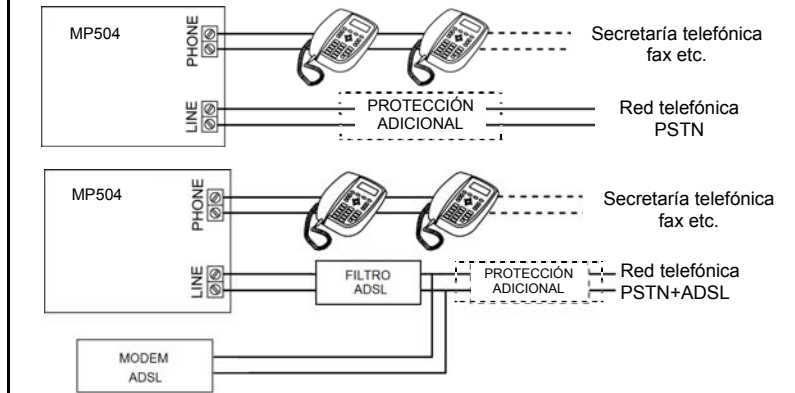 MP504
PHONE
LINE
Secretaría telefónica
fax etc.
PROTECCIÓN
ADICIONAL
Red telefónica
PSTN
MP504
PHONE
LINE
Secretaría telefónica
fax etc.
FILTRO
ADSL
PROTECCIÓN
ADICIONAL
Red telefónica
PSTN+ADSL
MODEM
ADSL